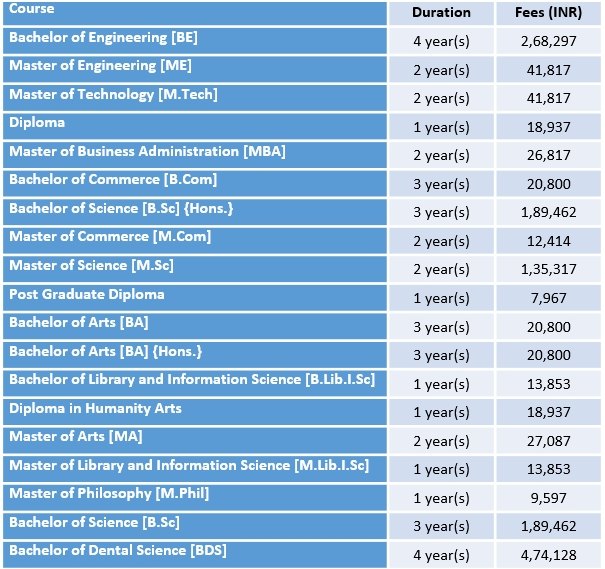 Course Duration Fees (INR)
Bachelor of Engineering [BE] 4 year(s) 2,68,297
Master of Engineering [ME] 2 year(s) 41,817
Master of Technology [M.Tech] 2 year(s) 41,817
Diploma 1 year(s) 18,937
Master of Business Administration [MBA] 2 year(s) 26,817
Bachelor of Commerce [B.Com] 3 year(s) 20,800
Bachelor of Science [B.Sc] {Hons.} 3 year(s) 1,89,462
Master of Commerce [M.Com] 2 year(s) 12,414
Master of Science [M.Sc] 2 year(s) 1,35,317
Post Graduate Diploma 1 year(s) 7,967
Bachelor of Arts [BA] 3 year(s) 20,800
Bachelor of Arts [BA] {Hons.} 3 year(s) 20,800
Bachelor of Library and Information Science [B.Lib.I.Sc] 1 year(s) 13,853
Diploma in Humanity Arts 1 year(s) 18,937
Master of Arts [MA] 2 year(s) 27,087
Master of Library and Information Science [M.Lib.I.Sc] 1 year(s) 13,853
Master of Philosophy [M.Phil] 1 year(s) 9,597
Bachelor of Science [B.Sc] 3 year(s) 1,89,462
Bachelor of Dental Science [BDS] 4 year(s) 4,74,128